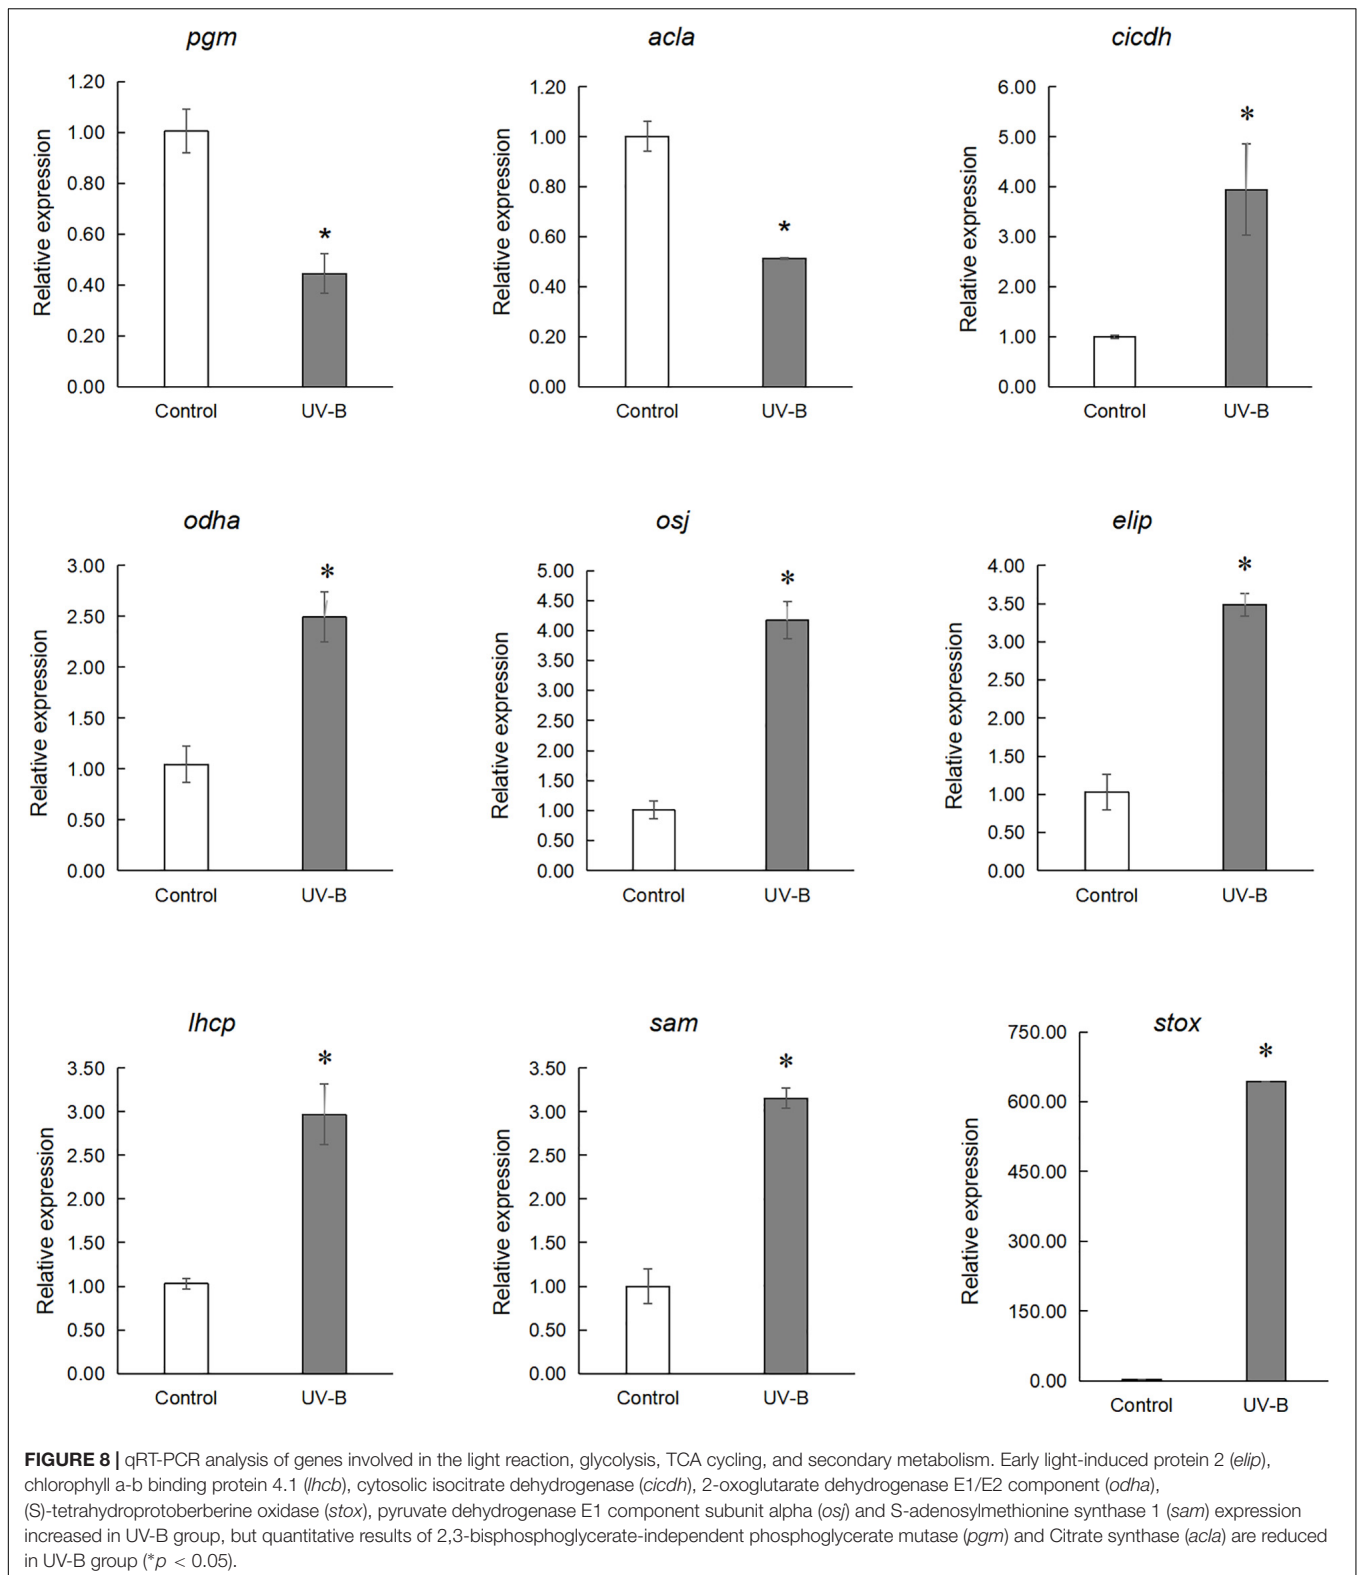 pgm
1.20
1.00
0.80
0.60
0.40
0.20
0.00
Relative expression
*
Control UV-B
acla
1.20
1.00
0.80
0.60
0.40
0.20
0.00
Relative expression
*
Control UV-B
cicdh
6.00
5.00
4.00
3.00
2.00
1.00
0.00
Relative expression
*
Control UV-B
odha
3.00
2.50
2.00
1.50
1.00
0.50
0.00
Relative expression
*
Control UV-B
osj
5.00
4.50
4.00
3.50
3.00
2.50
2.00
1.50
1.00
0.50
0.00
Relative expression
*
Control UV-B
elip
4.00
3.50
3.00
2.50
2.00
1.50
1.00
0.50
0.00
Relative expression
*
Control UV-B
lhcp
3.50
3.00
2.50
2.00
1.50
1.00
0.50
0.00
Relative expression
*
Control UV-B
sam
3.50
3.00
2.50
2.00
1.50
1.00
0.50
0.00
Relative expression
*
Control UV-B
stox
750.00
600.00
450.00
300.00
150.00
0.00
Relative expression
*
Control UV-B
FIGURE 8 | qRT-PCR analysis of genes involved in the light reaction, glycolysis, TCA cycling, and secondary metabolism. Early light-induced protein 2 (elip),
chlorophyll a-b binding protein 4.1 (lhcb), cytosolic isocitrate dehydrogenase (cicdh), 2-oxoglutarate dehydrogenase E1/E2 component (odha),
(S)-tetrahydroprotoberberine oxidase (stox), pyruvate dehydrogenase E1 component subunit alpha (osj) and S-adenosylmethionine synthase 1 (sam) expression
increased in UV-B group, but quantitative results of 2,3-bisphosphoglycerate-independent phosphoglycerate mutase (pgm) and Citrate synthase (acla) are reduced
in UV-B group (*p < 0.05).